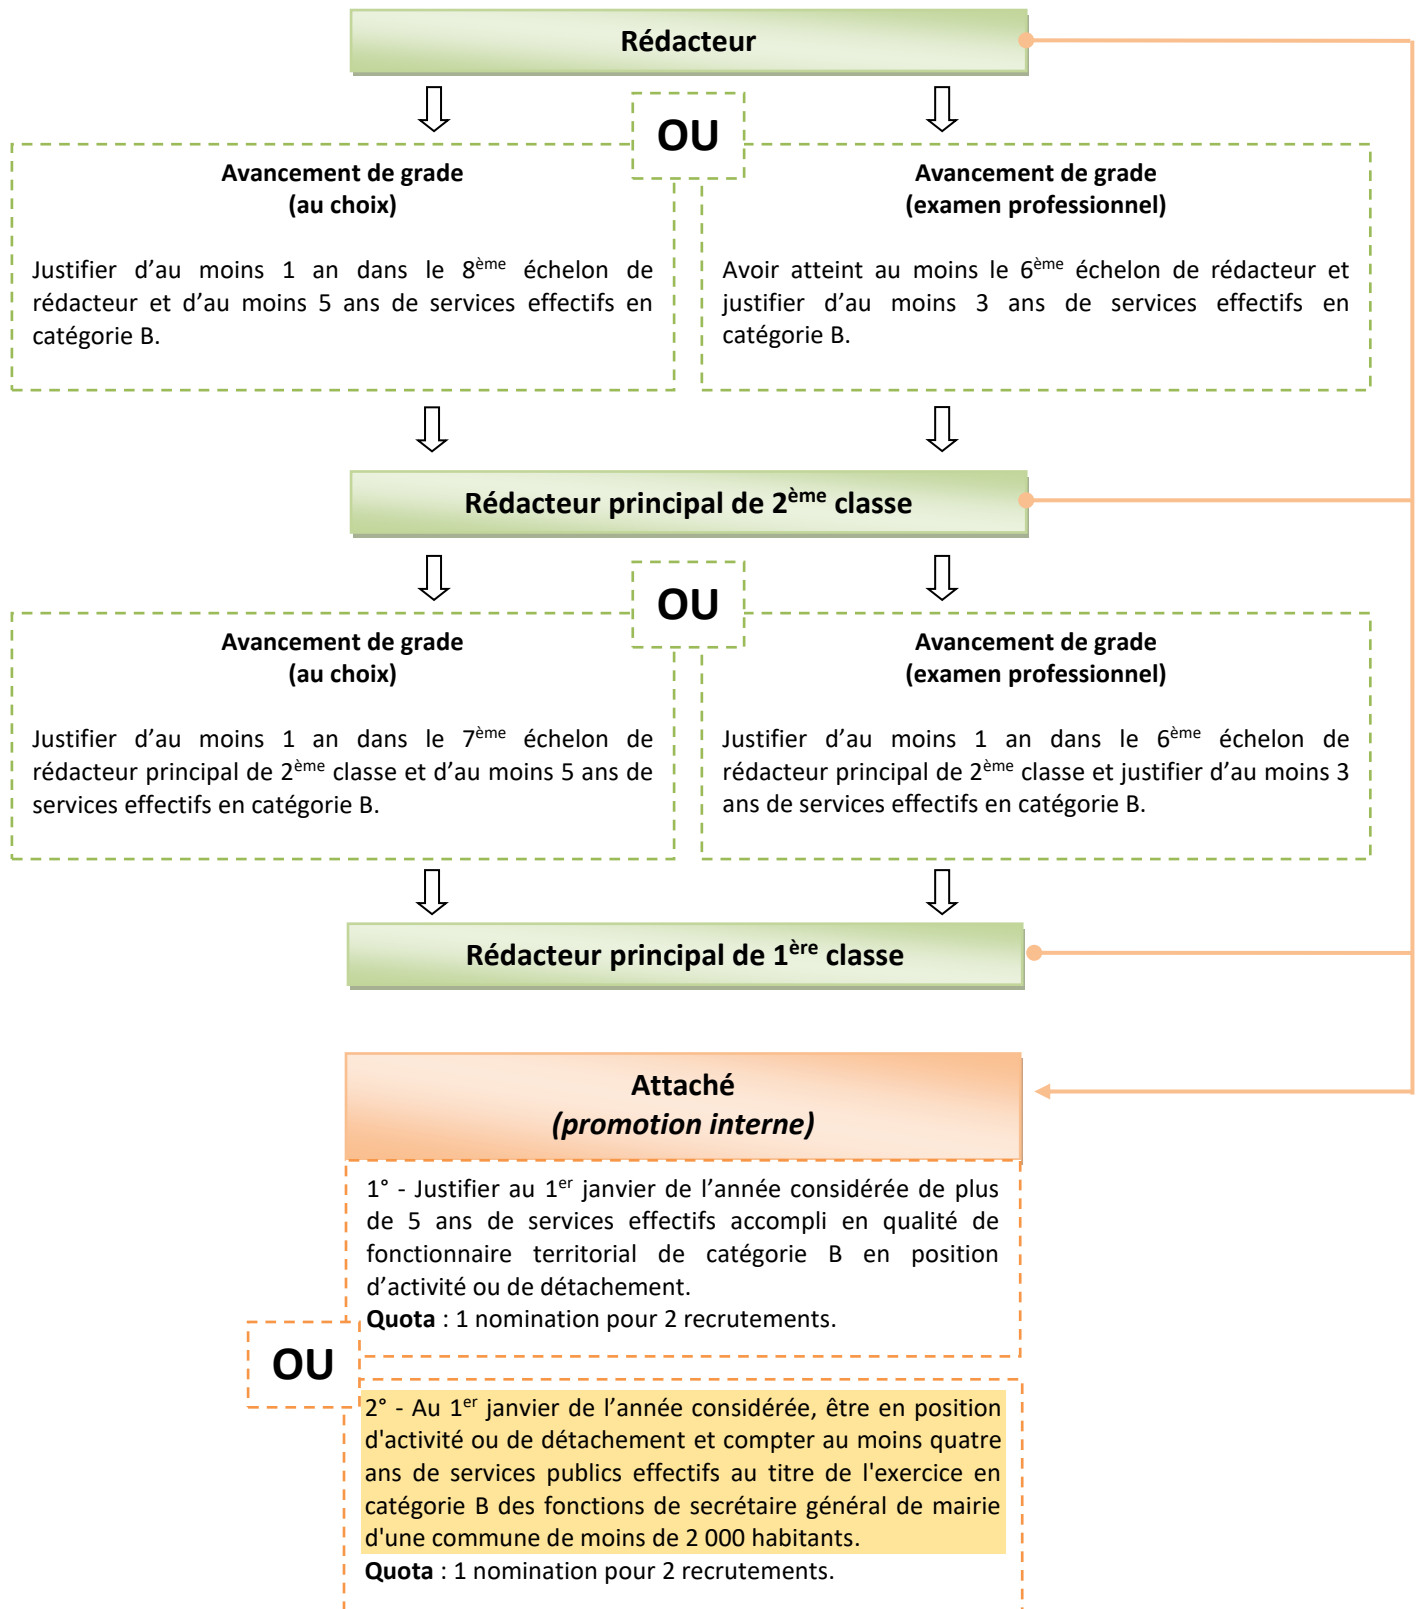 Rédacteur
OU
Avancement de grade
(au choix)
Justifier d’au moins 1 an dans le 8ème échelon de
rédacteur et d’au moins 5 ans de services effectifs en
catégorie B.
Avancement de grade
(examen professionnel)
Avoir atteint au moins le 6ème échelon de rédacteur et
justifier d’au moins 3 ans de services effectifs en
catégorie B.
Rédacteur principal de 2ème classe
OU
Avancement de grade
(au choix)
Justifier d’au moins 1 an dans le 7ème échelon de
rédacteur principal de 2ème classe et d’au moins 5 ans de
services effectifs en catégorie B.
Avancement de grade
(examen professionnel)
Justifier d’au moins 1 an dans le 6ème échelon de
rédacteur principal de 2ème classe et justifier d’au moins 3
ans de services effectifs en catégorie B.
Rédacteur principal de 1ère classe
Attaché
(promotion interne)
1° - Justifier au 1er janvier de l’année considérée de plus
de 5 ans de services effectifs accompli en qualité de
fonctionnaire territorial de catégorie B en position
d’activité ou de détachement.
Quota : 1 nomination pour 2 recrutements.
OU
2° - Au 1er janvier de l’année considérée, être en position
d'activité ou de détachement et compter au moins quatre
ans de services publics effectifs au titre de l'exercice en
catégorie B des fonctions de secrétaire général de mairie
d'une commune de moins de 2 000 habitants.
Quota : 1 nomination pour 2 recrutements.